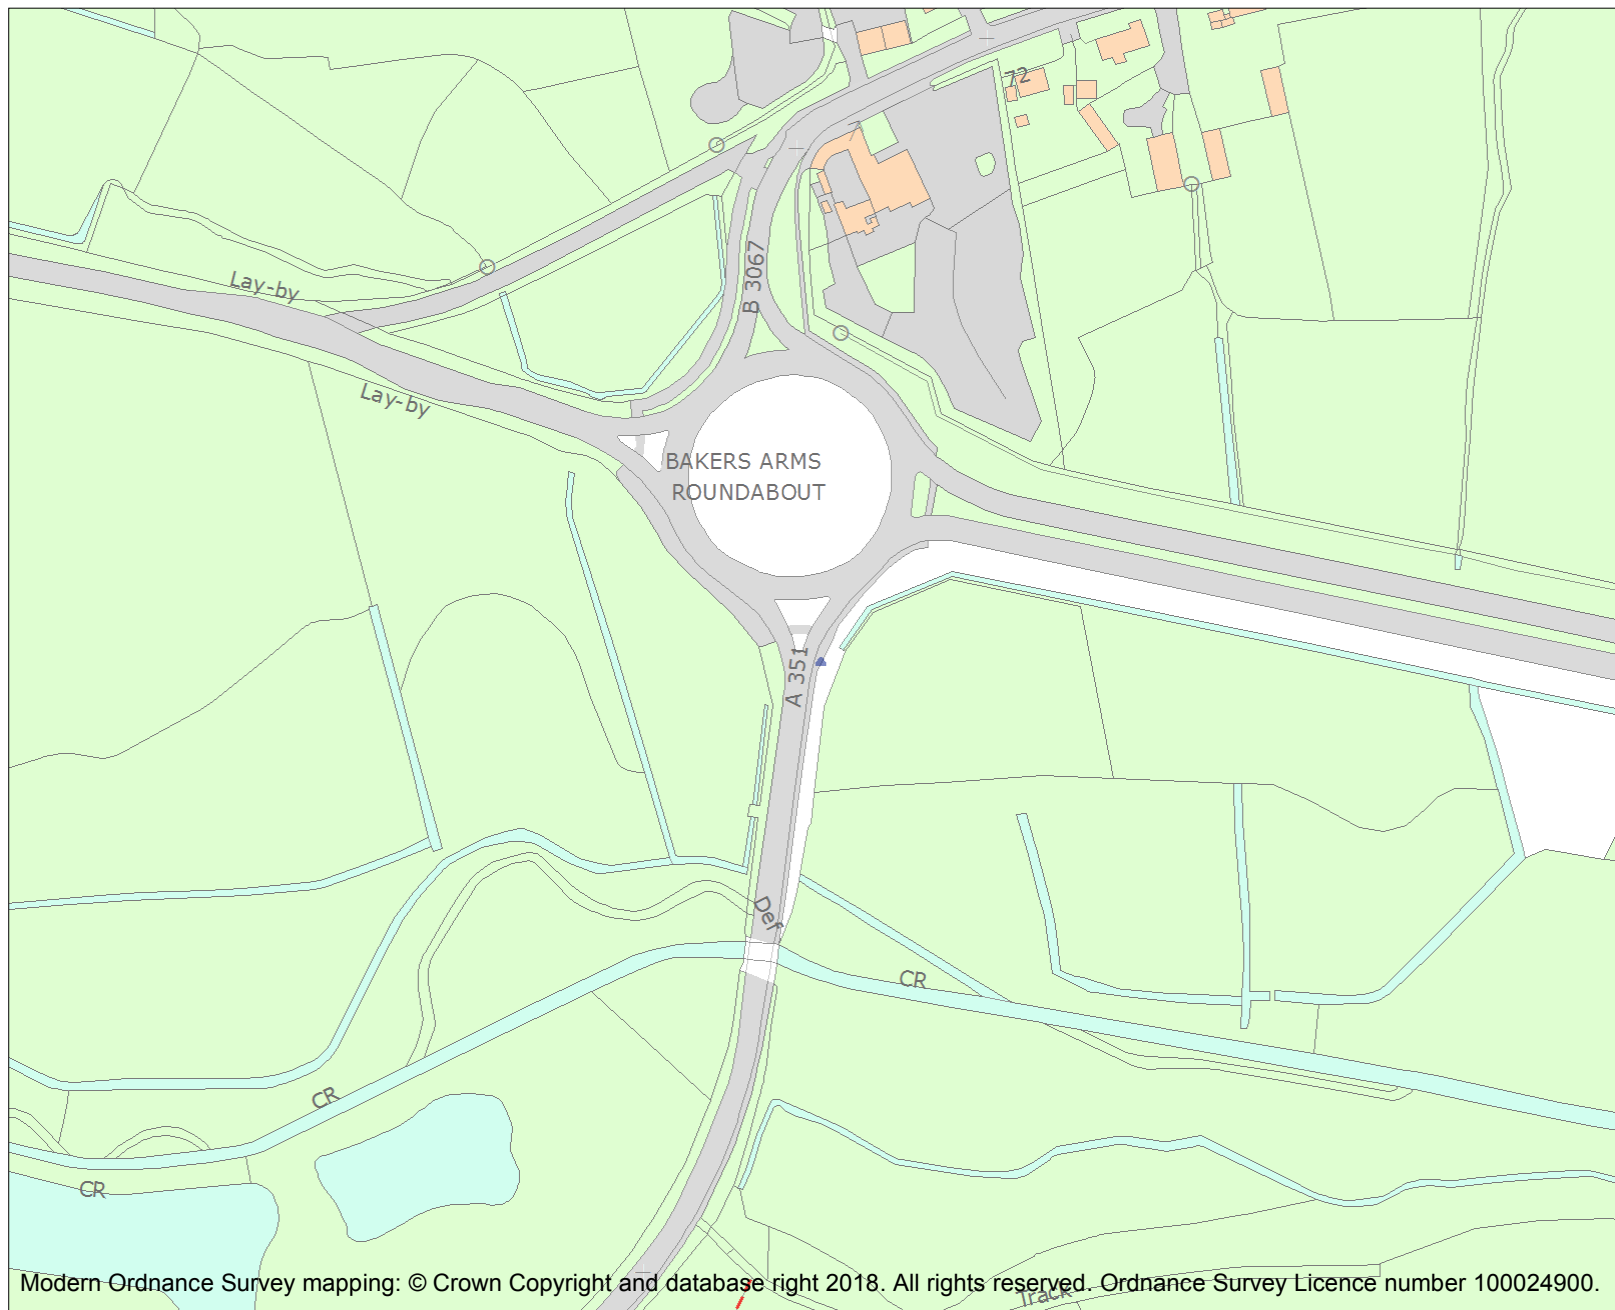 72
7
Lay-by
B 3067
Lay-by
BAKERS ARMS
ROUNDABOUT
A 351
Def
CR
CR
CR
Modern Ordnance Survey mapping: © Crown Copyright and database right 2018. All rights reserved. Ordnance Survey Licence number 100024900.
Track